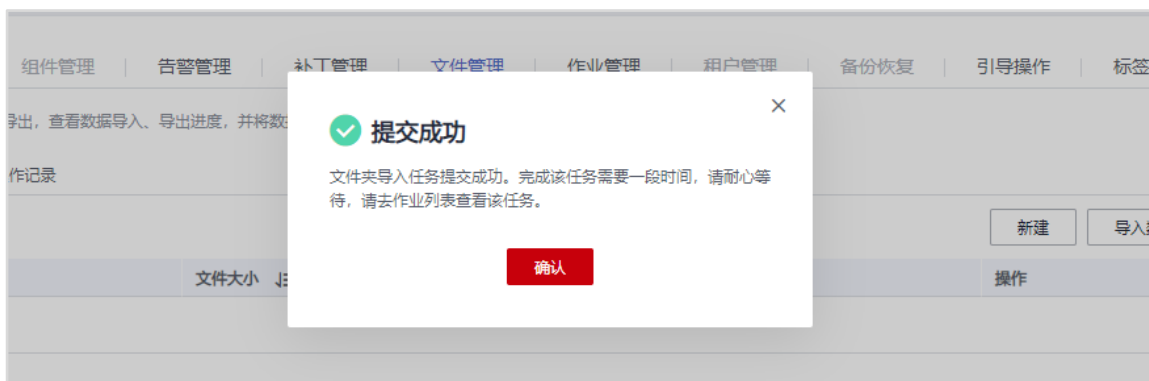 组件管理 告警管理 补丁管理 文件管理 作业管理 租户管理 备份恢复 引导操作 标签
导出，查看数据导入、导出进度，并将数
作记录
提交成功
文件夹导入任务提交成功。完成该任务需要一段时间，请耐心等
待，请去作业列表查看该任务。
新建 导入
确认
文件大小 操作